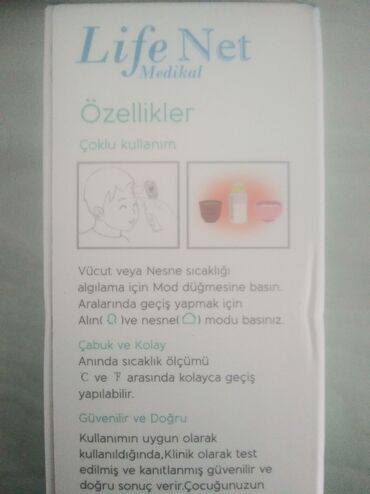 Life Net
Medikal
Özellikler
Çoklu kullanım
Vücut veya Nesne sıcaklığı
algılama için Mod düğmesine basın.
Aralarında geçiş yapmak için
Alın( )ve nesne( ) modu basınız.
Çabuk ve Kolay
Anında sıcaklık ölçümü
℃ ve ℉ arasında kolayca geçiş
yapılabilir.
Güvenilir ve Doğru
Kullanımın uygun olarak
kullanıldığında,Klinik olarak test
edilmiş ve kanıtlanmış güvenilir ve
doğru sonuç verir.Çocuğunuzun